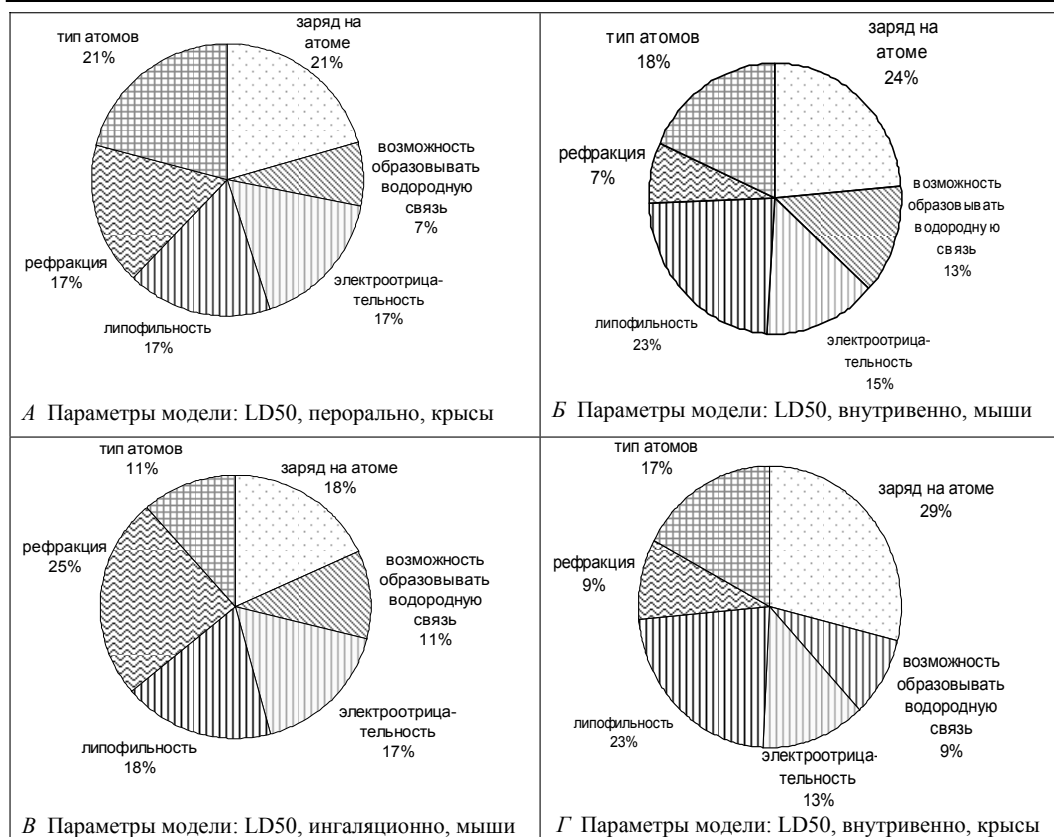 тип атомов
21%
заряд на
атоме
21%
возможность
образовывать
водородную
связь
7%
электроотрица-
тельность
17%
липофильность
17%
рефракция
17%
А Параметры модели: LD50, перорально, крысы
тип атомов
18%
заряд на
атоме
24%
возможность
образовывать
водородную
связь
13%
электроотрица-
тельность
15%
липофильность
23%
рефракция
7%
Б Параметры модели: LD50, внутривенно, мыши
тип атомов
11%
заряд на атоме
18%
возможность
образовывать
водородную
связь
11%
электроотрица-
тельность
17%
липофильность
18%
рефракция
25%
В Параметры модели: LD50, ингаляционно, мыши
тип атомов
17%
заряд на атоме
29%
возможность
образовывать
водородную
связь
9%
электроотрица-
тельность
13%
липофильность
23%
рефракция
9%
Г Параметры модели: LD50, внутривенно, крысы